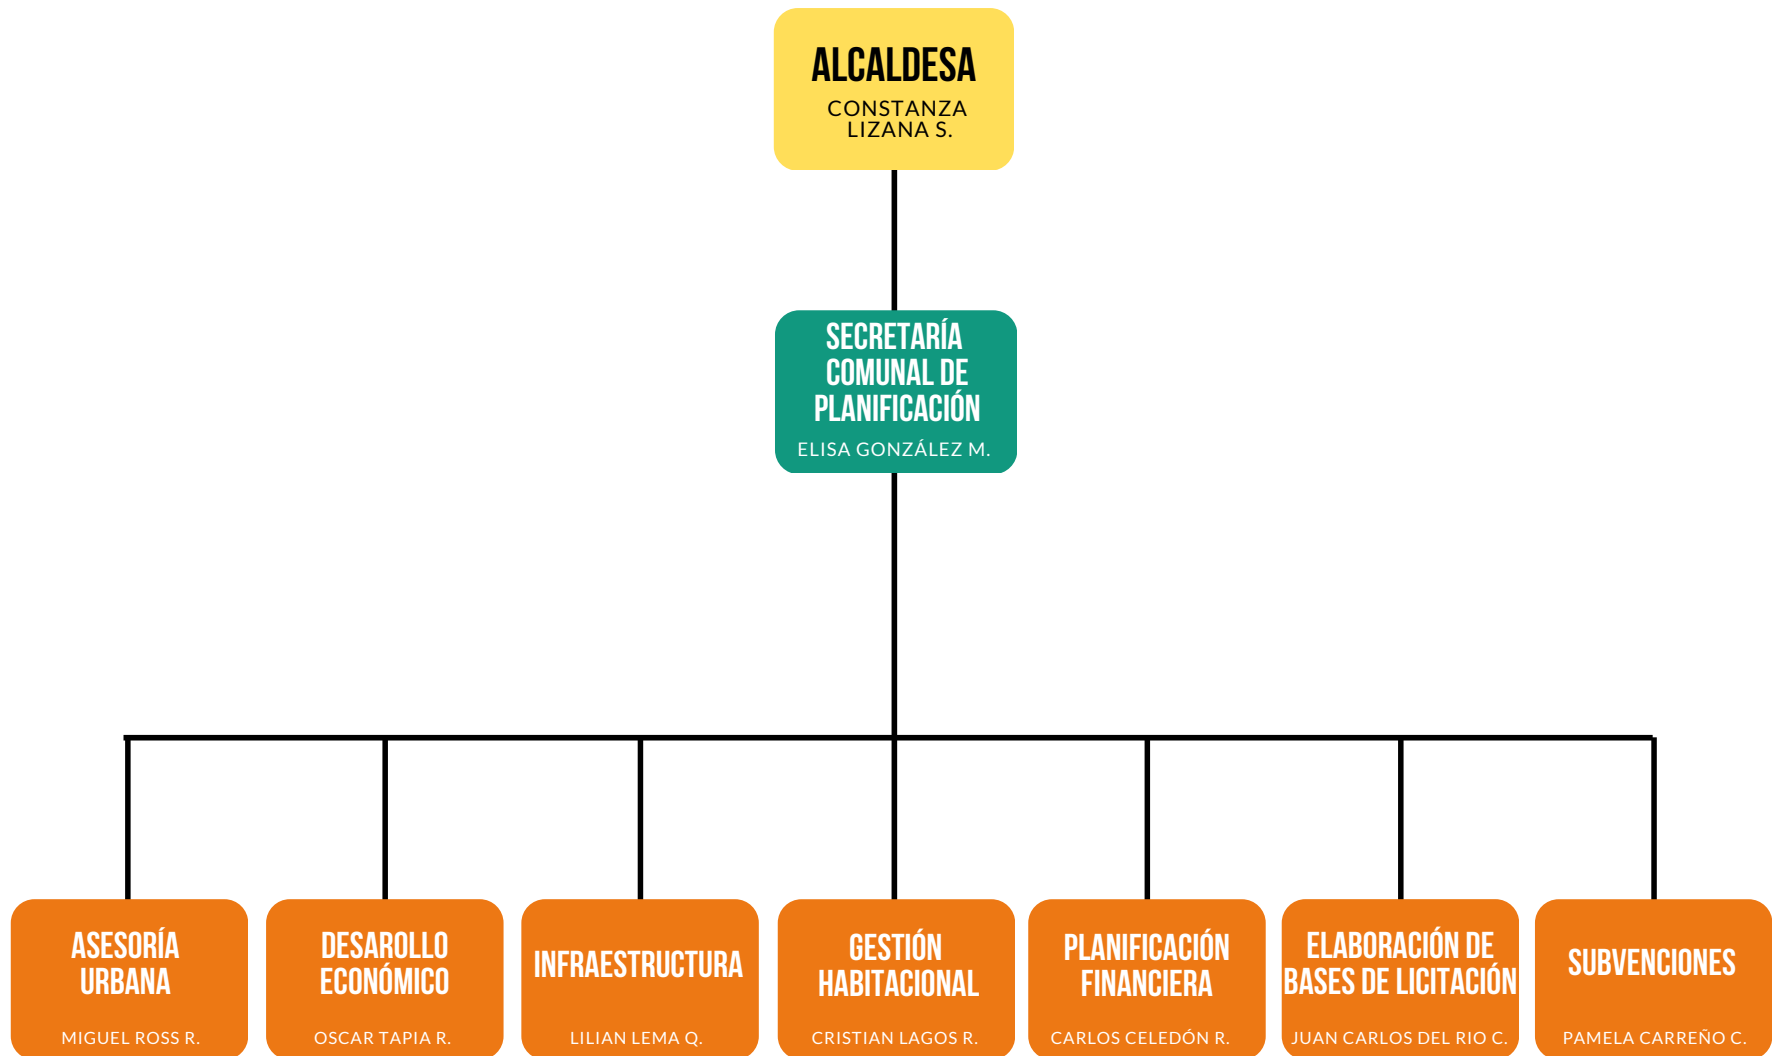 ALCALDESA
CONSTANZA
LIZANA S.
SECRETARÍA
COMUNAL DE
PLANIFICACIÓN
ELISA GONZÁLEZ M.
ASESORÍA
URBANA
MIGUEL ROSS R.
DESAROLLO
ECONÓMICO
OSCAR TAPIA R.
INFRAESTRUCTURA
LILIAN LEMA Q.
GESTIÓN
HABITACIONAL
CRISTIAN LAGOS R.
PLANIFICACIÓN
FINANCIERA
CARLOS CELEDÓN R.
ELABORACIÓN DE
BASES DE LICITACIÓN
JUAN CARLOS DEL RIO C.
SUBVENCIONES
PAMELA CARREÑO C.